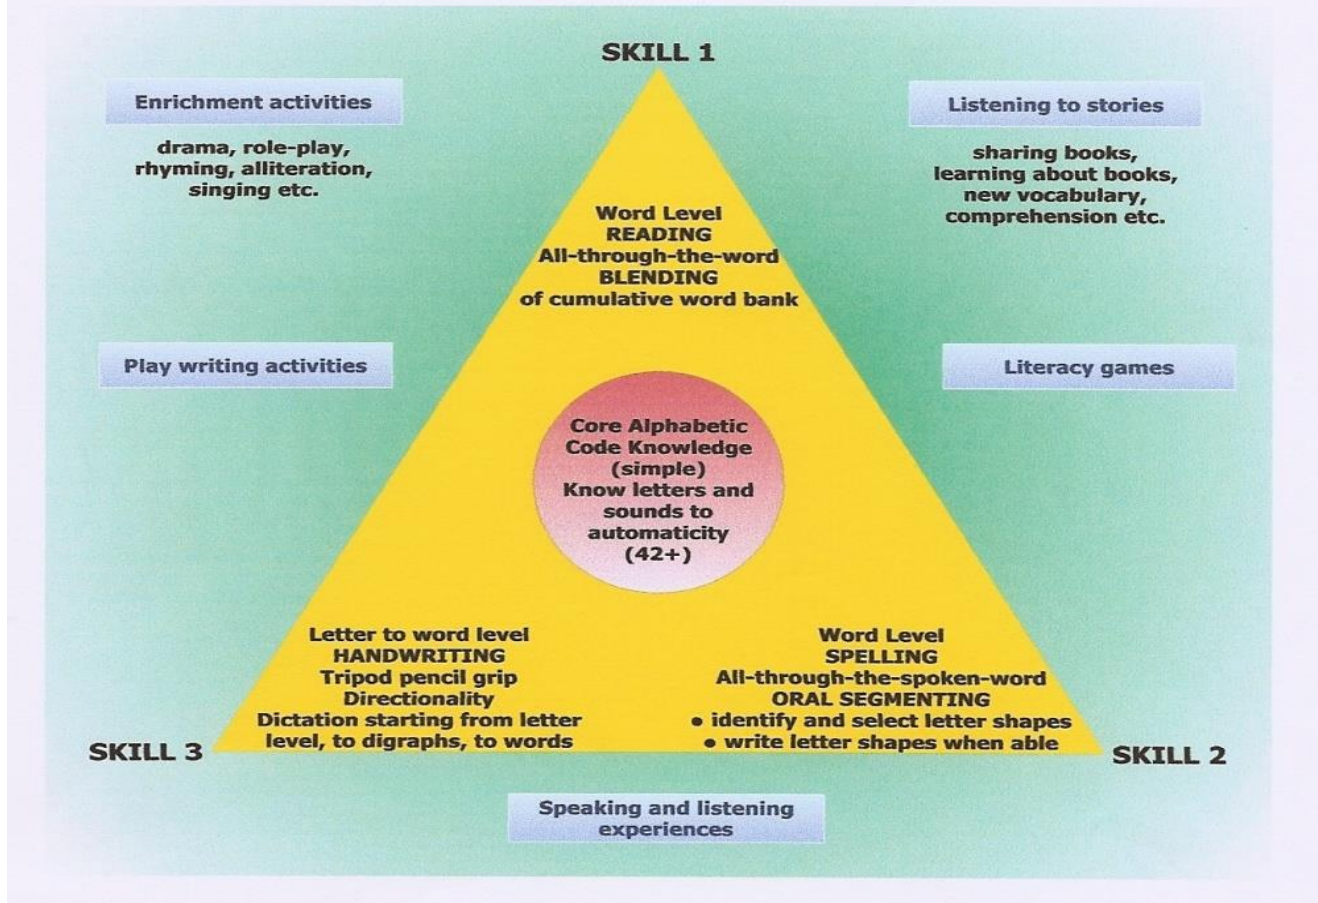 SKILL 1
Enrichment activities
drama, role-play,
rhyming, alliteration,
singing etc.
Listening to stories
sharing books,
learning about books,
new vocabulary,
comprehension etc.
Word Level
READING
All-through-the-word
BLENDING
of cumulative word bank
Play writing activities
Literacy games
Core Alphabetic
Code Knowledge
(simple)
Know letters and
sounds to
automaticity
(42+)
Letter to word level
HANDWRITING
Tripod pencil grip
Directionality
Dictation starting from letter
level, to digraphs, to words
SKILL 3
Word Level
SPELLING
All-through-the-spoken-word
ORAL SEGMENTING
• identify and select letter shapes
• write letter shapes when able
SKILL 2
Speaking and listening
experiences